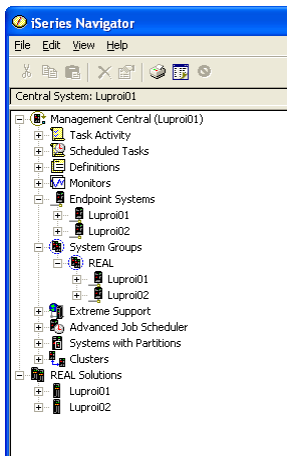 iSeries Navigator
File Edit View Help
Central System: Luproi01
Management Central (Luproi01)
Task Activity
Scheduled Tasks
Definitions
Monitors
Endpoint Systems
Luproi01
Luproi02
System Groups
REAL
Luproi01
Luproi02
Extreme Support
Advanced Job Scheduler
Systems with Partitions
Clusters
REAL Solutions
Luproi01
Luproi02